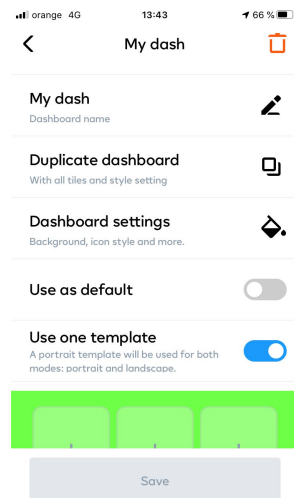 orange 4G 13:43 66 %
My dash
My dash
Dashboard name
Duplicate dashboard
With all tiles and style setting
Dashboard settings
Background, icon style and more.
Use as default
Use one template
A portrait template will be used for both
modes: portrait and landscape.
Save